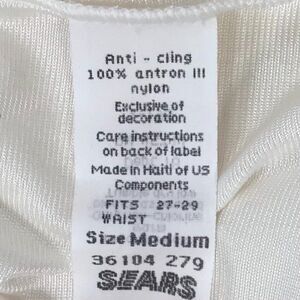 Anti - cling
100% antron III
nylon
Exclusive of
decoration
Care instructions
on back of label
Made in Haiti of US
Components
FITS 27-29
WAIST
Size Medium
36104 279
SEARS